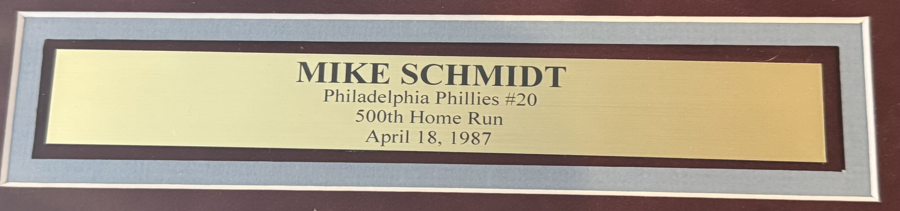 MIKE SCHMIDT
Philadelphia Phillies #20
500th Home Run
April 18, 1987